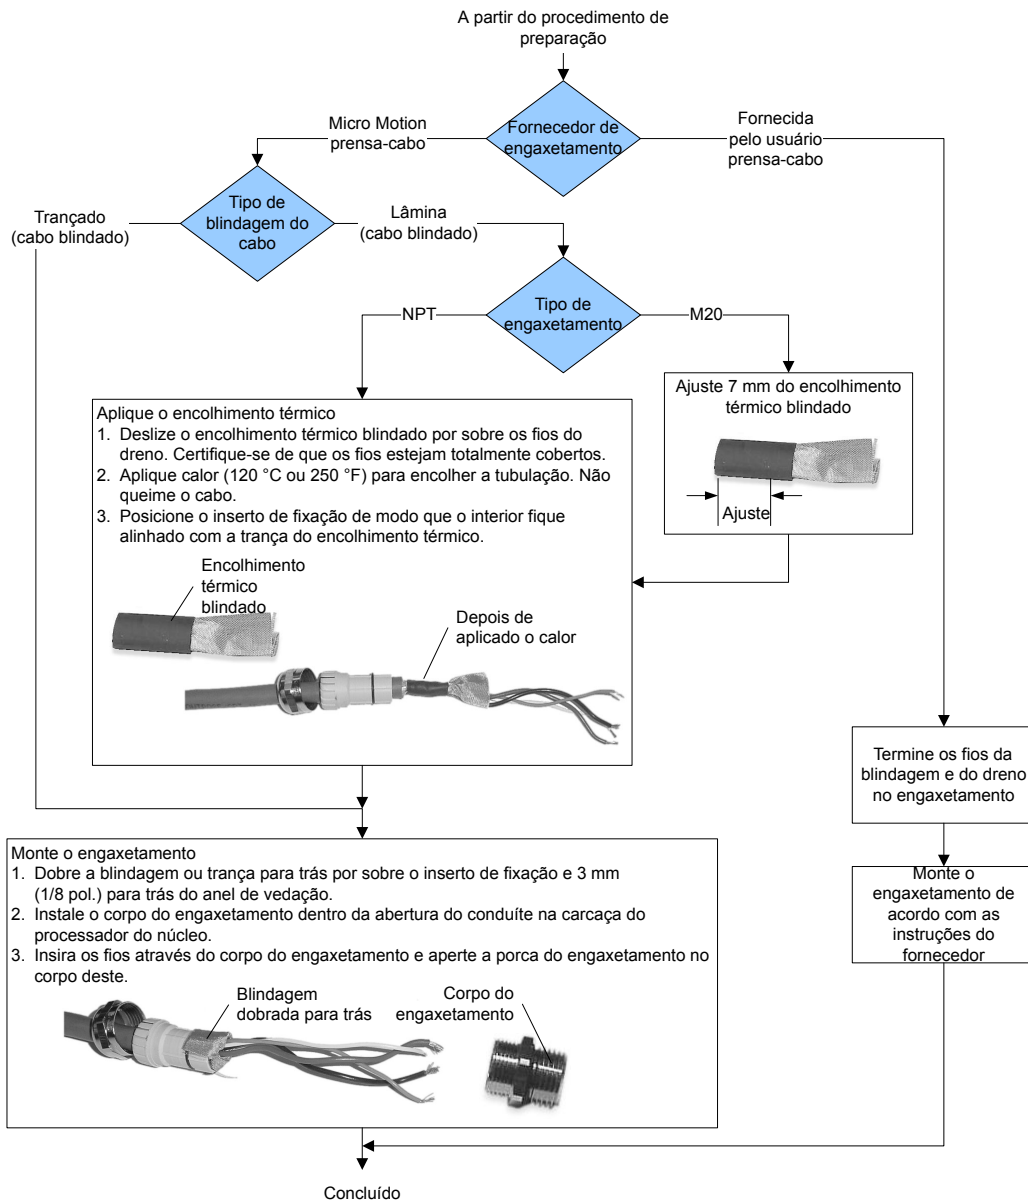 A partir do procedimento de
preparação
Micro Motion
prensa-cabo
Fornecedor de
engaxetamento
Fornecida
pelo usuário
prensa-cabo
Trançado
(cabo blindado)
Tipo de
blindagem do
cabo
Lâmina
(cabo blindado)
NPT
Tipo de
engaxetamento
M20
Ajuste 7 mm do encolhimento
térmico blindado
Ajuste
Aplique o encolhimento térmico
1. Deslize o encolhimento térmico blindado por sobre os fios do
dreno. Certifique-se de que os fios estejam totalmente cobertos.
2. Aplique calor (120 °C ou 250 °F) para encolher a tubulação. Não
queime o cabo.
3. Posicione o inserto de fixação de modo que o interior fique
alinhado com a trança do encolhimento térmico.
Encolhimento
térmico
blindado
Depois de
aplicado o calor
Termine os fios da
blindagem e do dreno
no engaxetamento
Monte o
engaxetamento de
acordo com as
instruções do
fornecedor
Monte o engaxetamento
1. Dobre a blindagem ou trança para trás por sobre o inserto de fixação e 3 mm
(1/8 pol.) para trás do anel de vedação.
2. Instale o corpo do engaxetamento dentro da abertura do conduíte na carcaça do
processador do núcleo.
3. Insira os fios através do corpo do engaxetamento e aperte a porca do engaxetamento no
corpo deste.
Blindagem
dobrada para trás
Corpo do
engaxetamento
Concluído